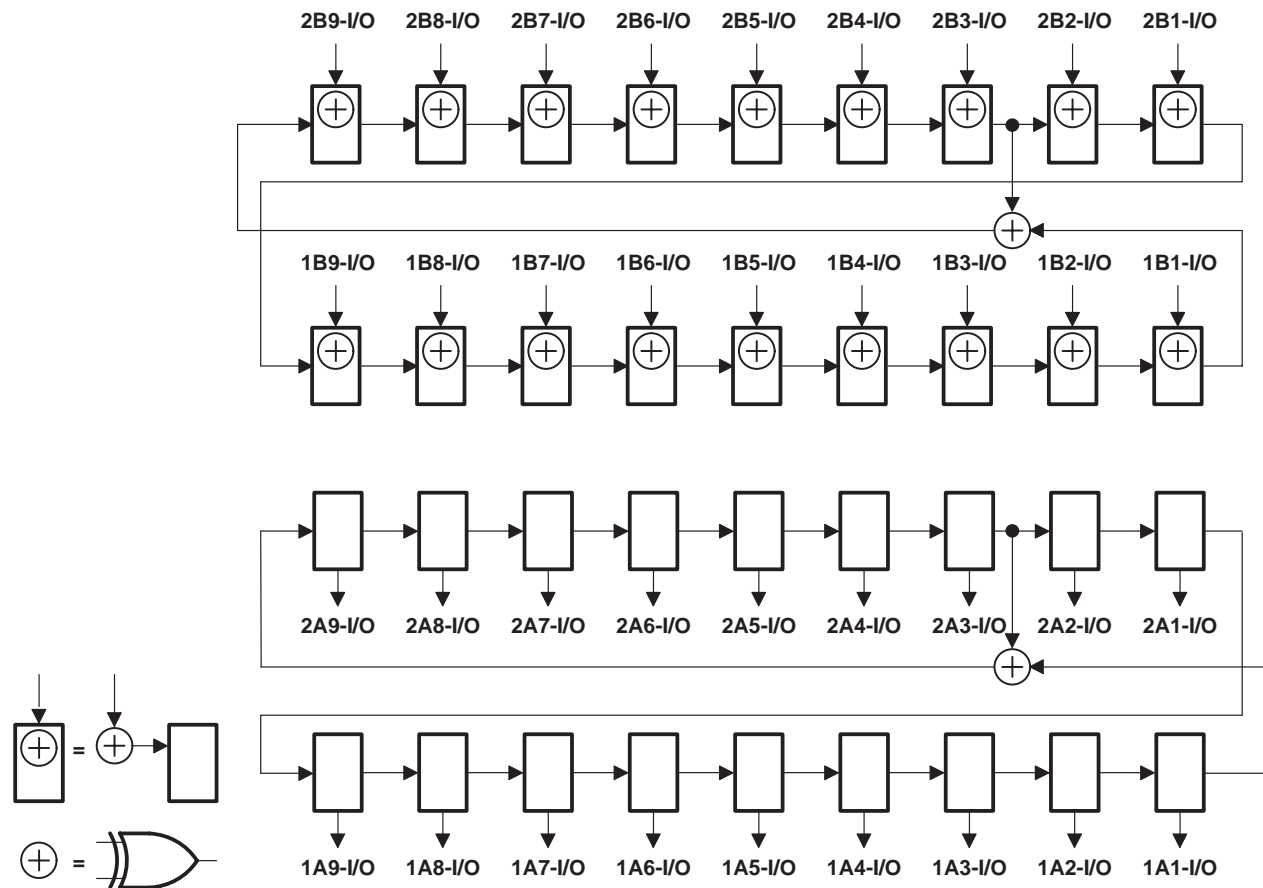 2B9-I/O 2B8-I/O 2B7-I/O 2B6-I/O 2B5-I/O 2B4-I/O 2B3-I/O 2B2-I/O 2B1-I/O
1B9-I/O 1B8-I/O 1B7-I/O 1B6-I/O 1B5-I/O 1B4-I/O 1B3-I/O 1B2-I/O 1B1-I/O
2A9-I/O 2A8-I/O 2A7-I/O 2A6-I/O 2A5-I/O 2A4-I/O 2A3-I/O 2A2-I/O 2A1-I/O
=
=
1A9-I/O 1A8-I/O 1A7-I/O 1A6-I/O 1A5-I/O 1A4-I/O 1A3-I/O 1A2-I/O 1A1-I/O